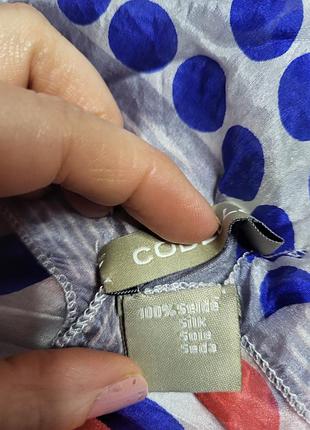 CODE
100% Seide
Silk
Soie
Seda